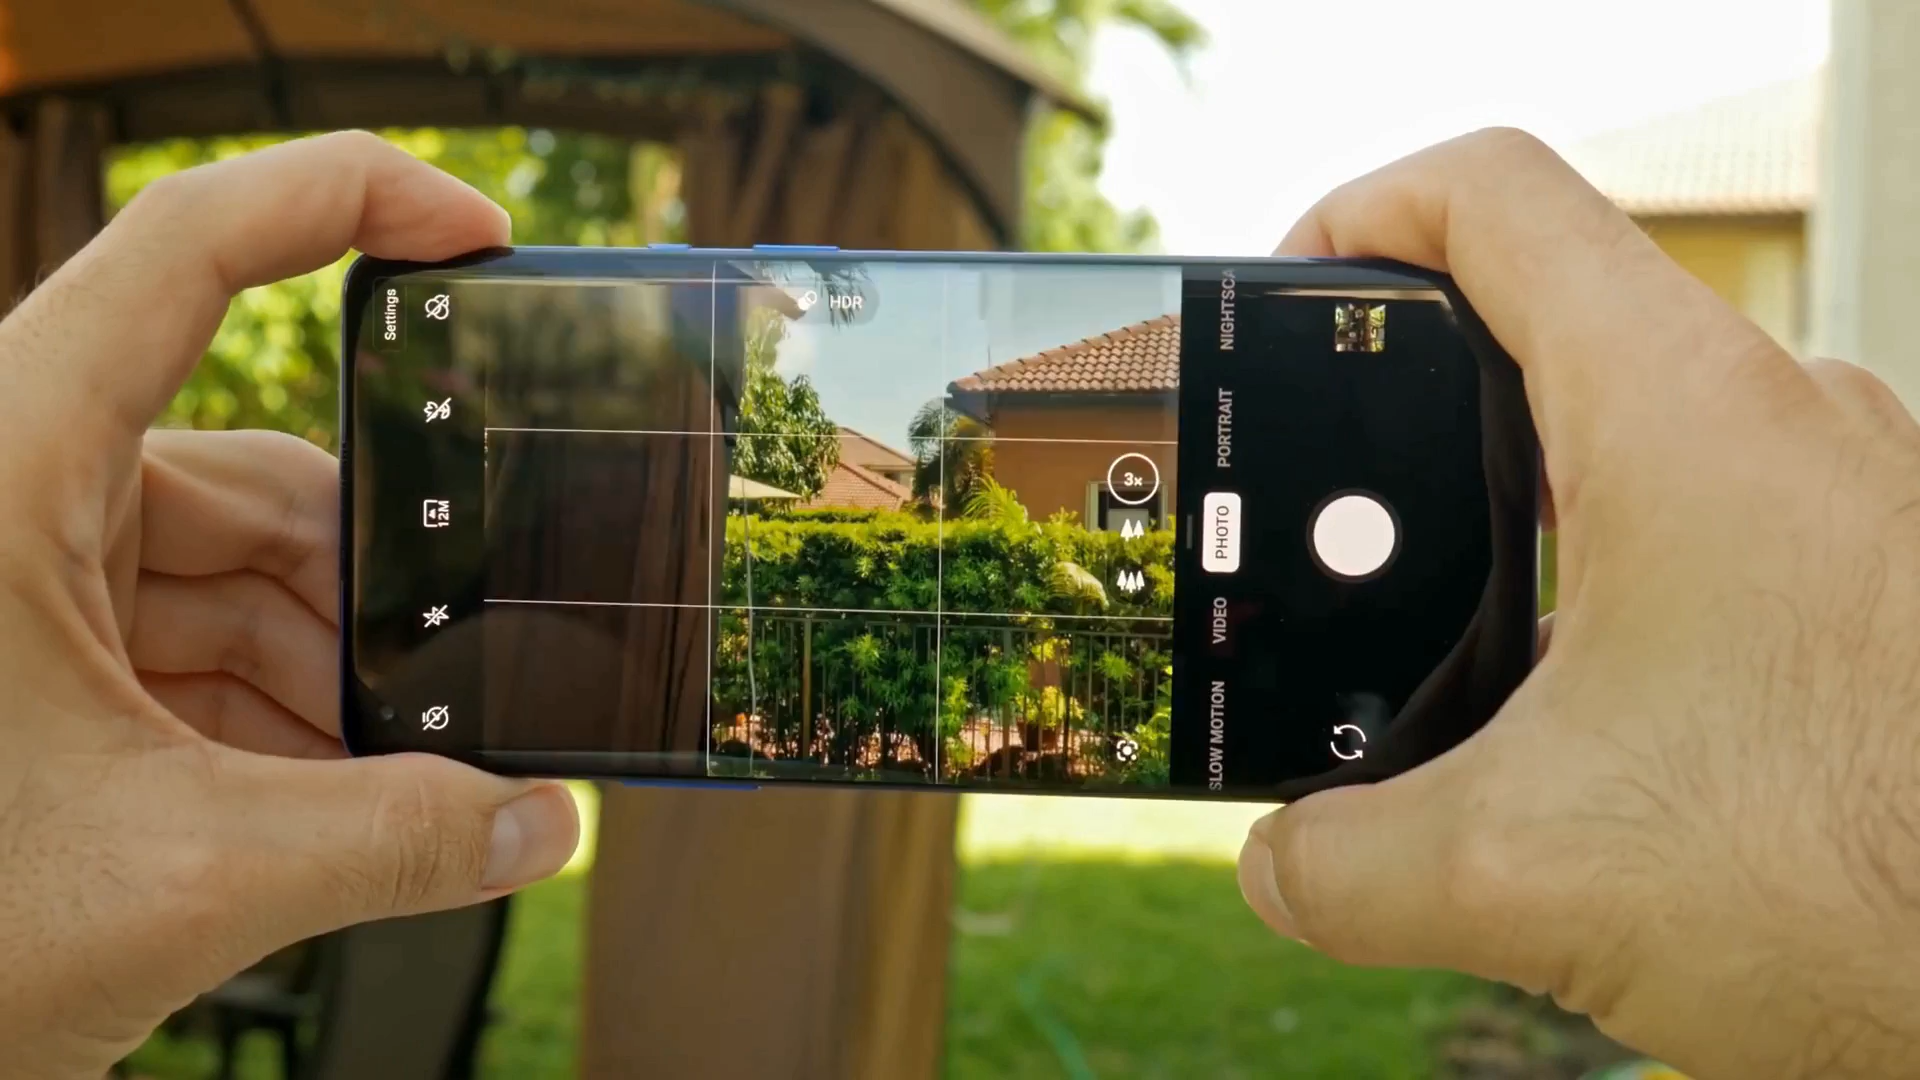 Settings
12M
HDR
3x
NIGHTSCA
PORTRAIT
PHOTO
VIDEO
SLOW MOTION